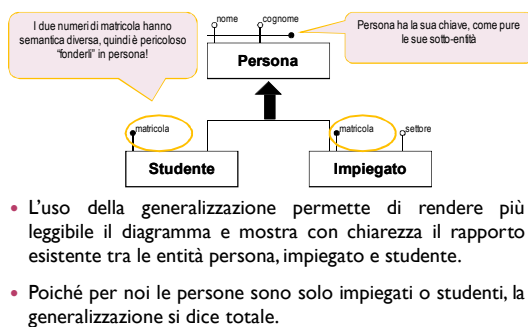 I due numeri di matricola hanno
semantica diversa, quindi è pericoloso
“fonderli” in persona!
nome
cognome
Persona ha la sua chiave, come pure
le sue sotto-entità
Persona
matricola
matricola
settore
Studente
Impiegato
• L’uso della generalizzazione permette di rendere più
leggibile il diagramma e mostra con chiarezza il rapporto
esistente tra le entità persona, impiegato e studente.
• Poiché per noi le persone sono solo impiegati o studenti, la
generalizzazione si dice totale.